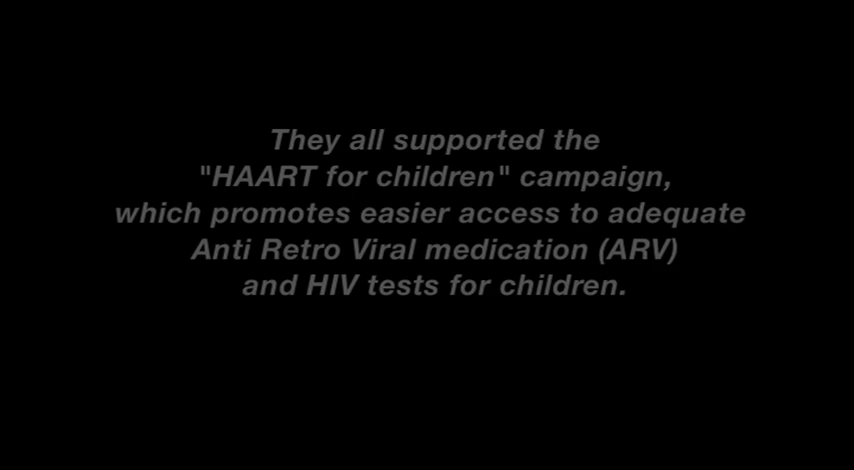 They all supported the
"HAART for children" campaign,
which promotes easier access to adequate
Anti Retro Viral medication (ARV)
and HIV tests for children.